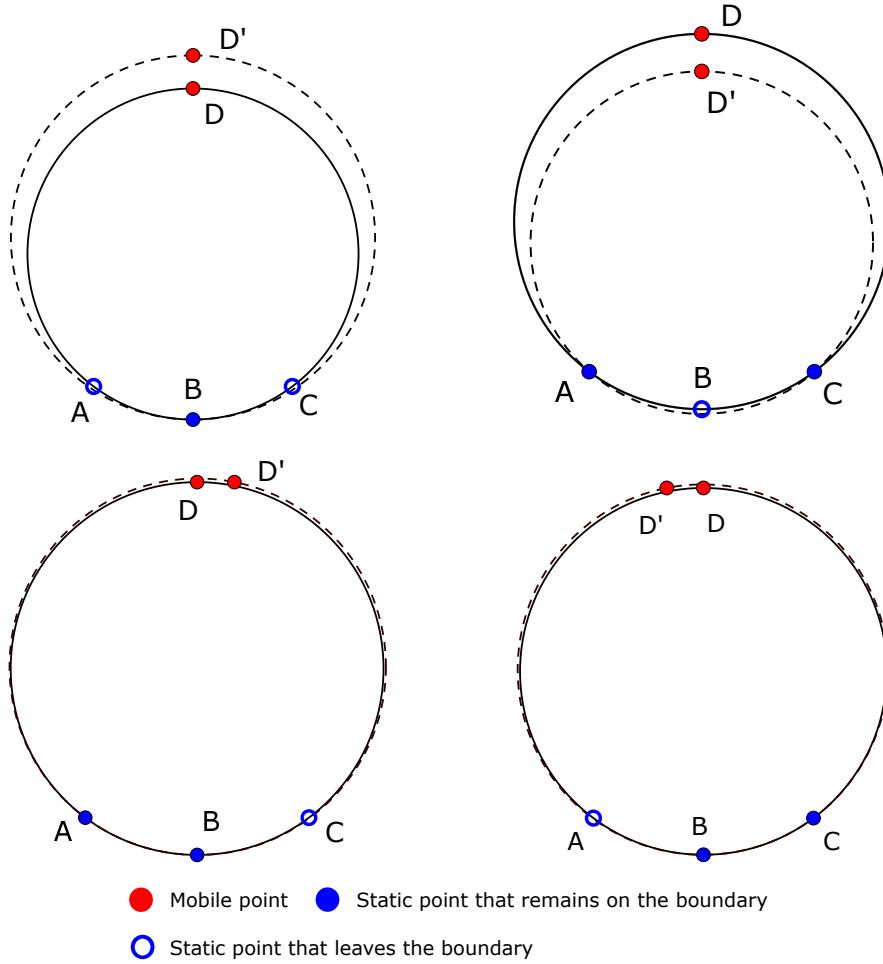 D'
D
A
B
C
D
D'
A
B
C
D
D'
A
B
C
D'
D
A
B
C
Mobile point
Static point that remains on the boundary
Static point that leaves the boundary